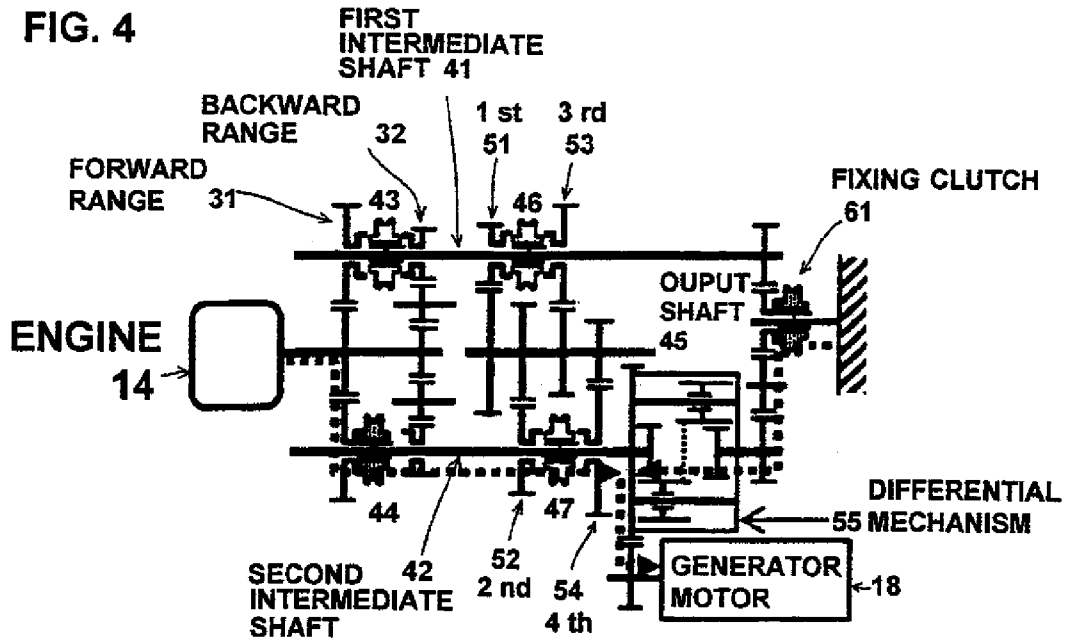 FIG. 4
FIRST
INTERMEDIATE
SHAFT 41
BACKWARD
RANGE 32
1 st
51
3 rd
53
FORWARD
RANGE 31
43
46
FIXING CLUTCH
61
OUPUT
SHAFT
45
ENGINE
14
44
47
DIFFERENTIAL
55 MECHANISM
SECOND 42
INTERMEDIATE
SHAFT
52
2 nd
54
4 th
GENERATOR
MOTOR
18